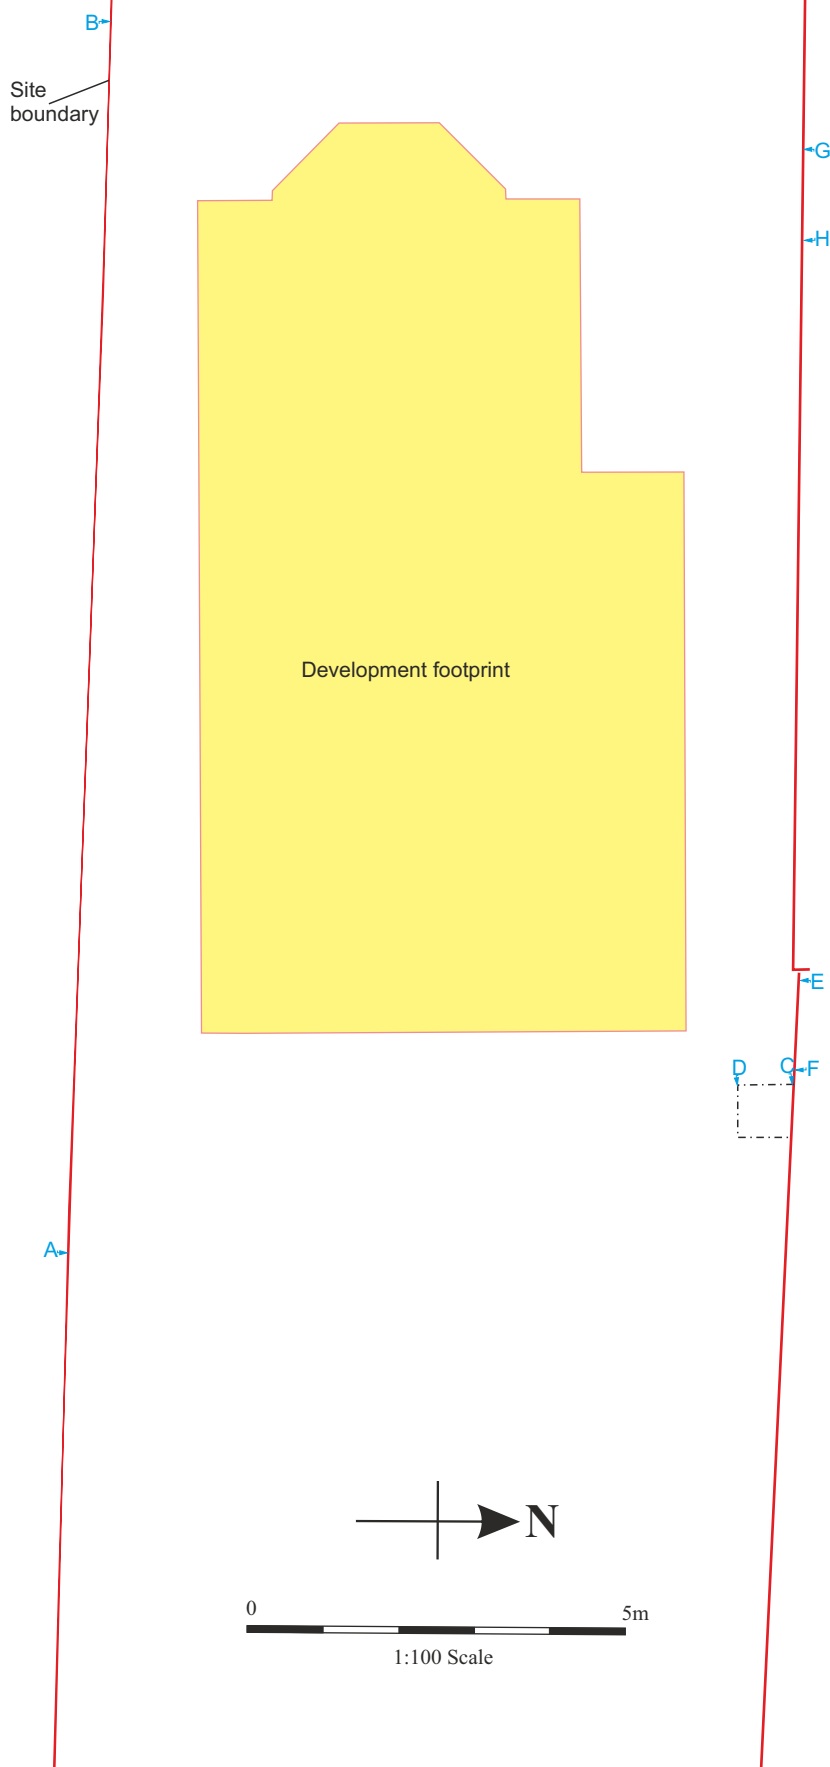 B
Site
boundary
G
H
Development footprint
E
D
C
F
A
N
0
5m
1:100 Scale